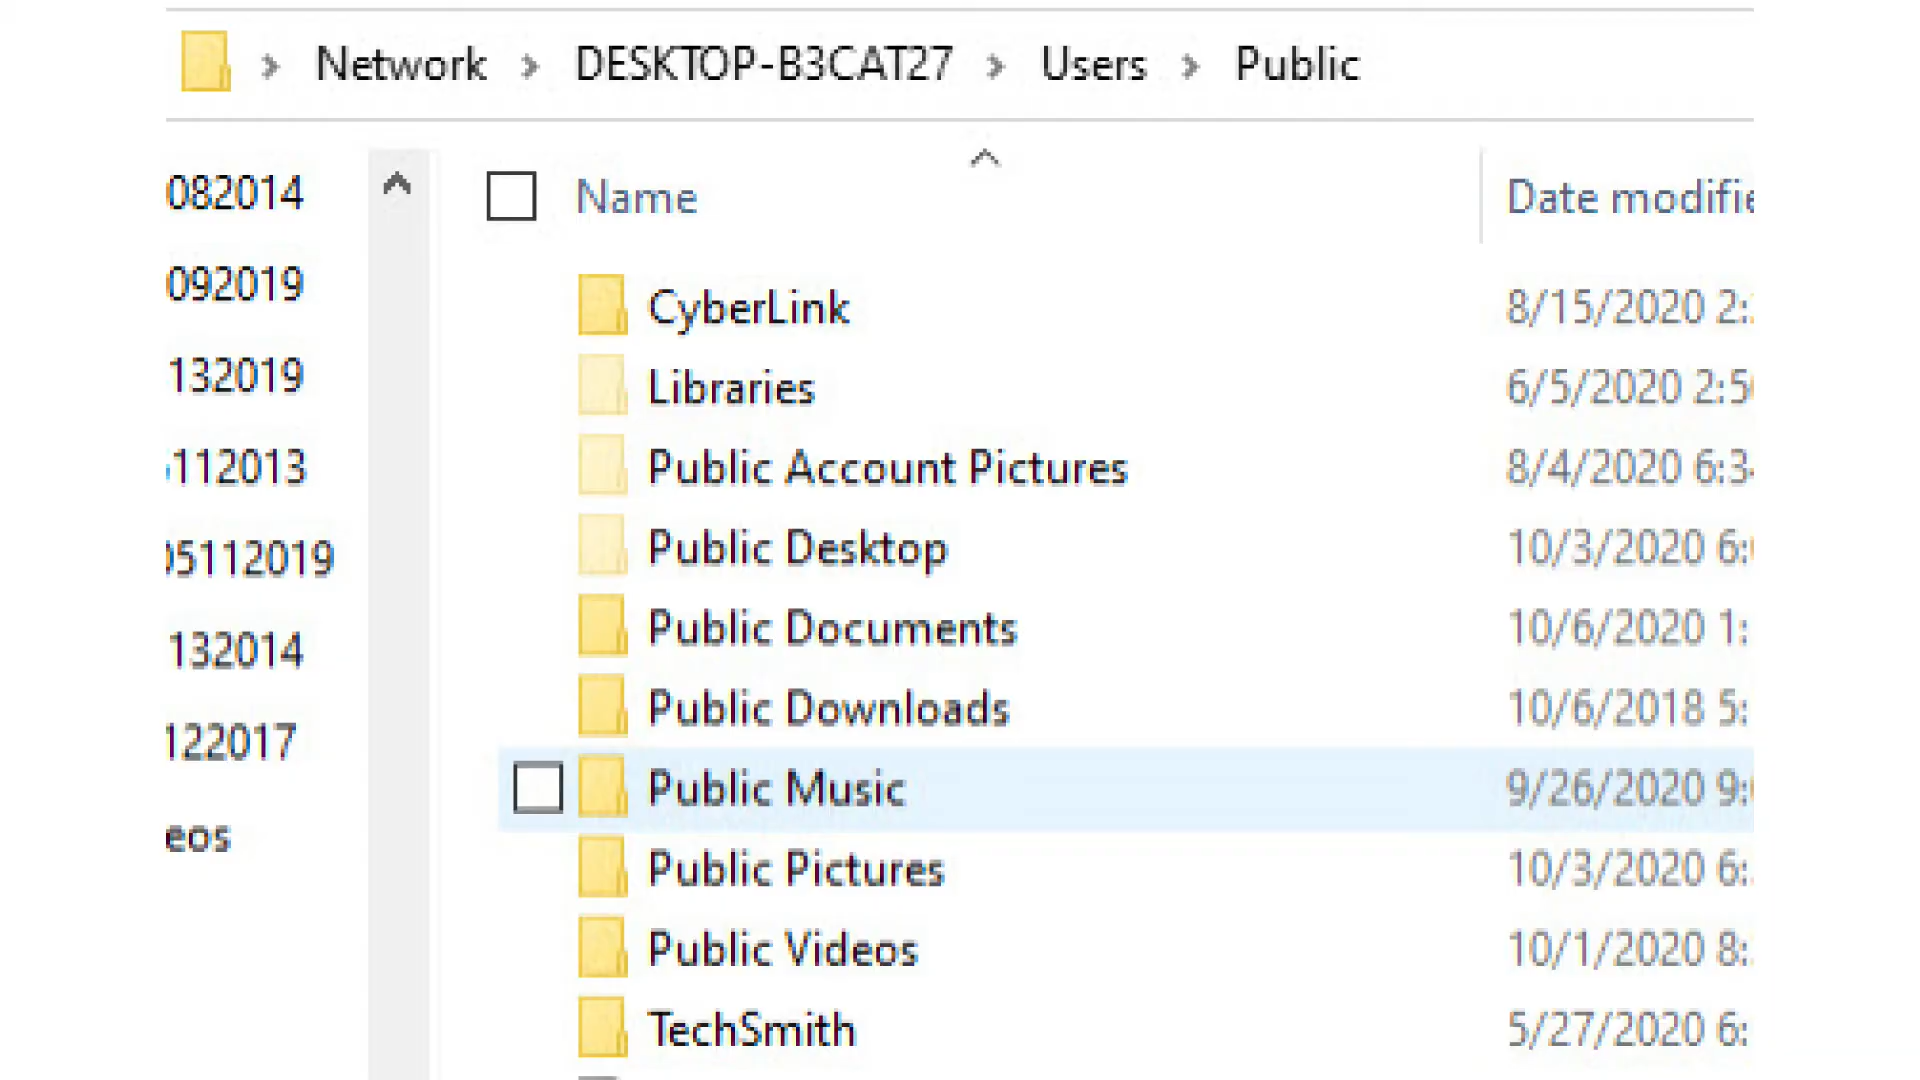 Network > DESKTOP-B3CAT27 > Users > Public
082014
092019
132019
112013
05112019
132014
122017
eos
Name Date modifie
CyberLink 8/15/2020 2:
Libraries 6/5/2020 2:5
Public Account Pictures 8/4/2020 6:3
Public Desktop 10/3/2020 6:
Public Documents 10/6/2020 1:
Public Downloads 10/6/2018 5:
Public Music 9/26/2020 9:
Public Pictures 10/3/2020 6:
Public Videos 10/1/2020 8:
TechSmith 5/27/2020 6: